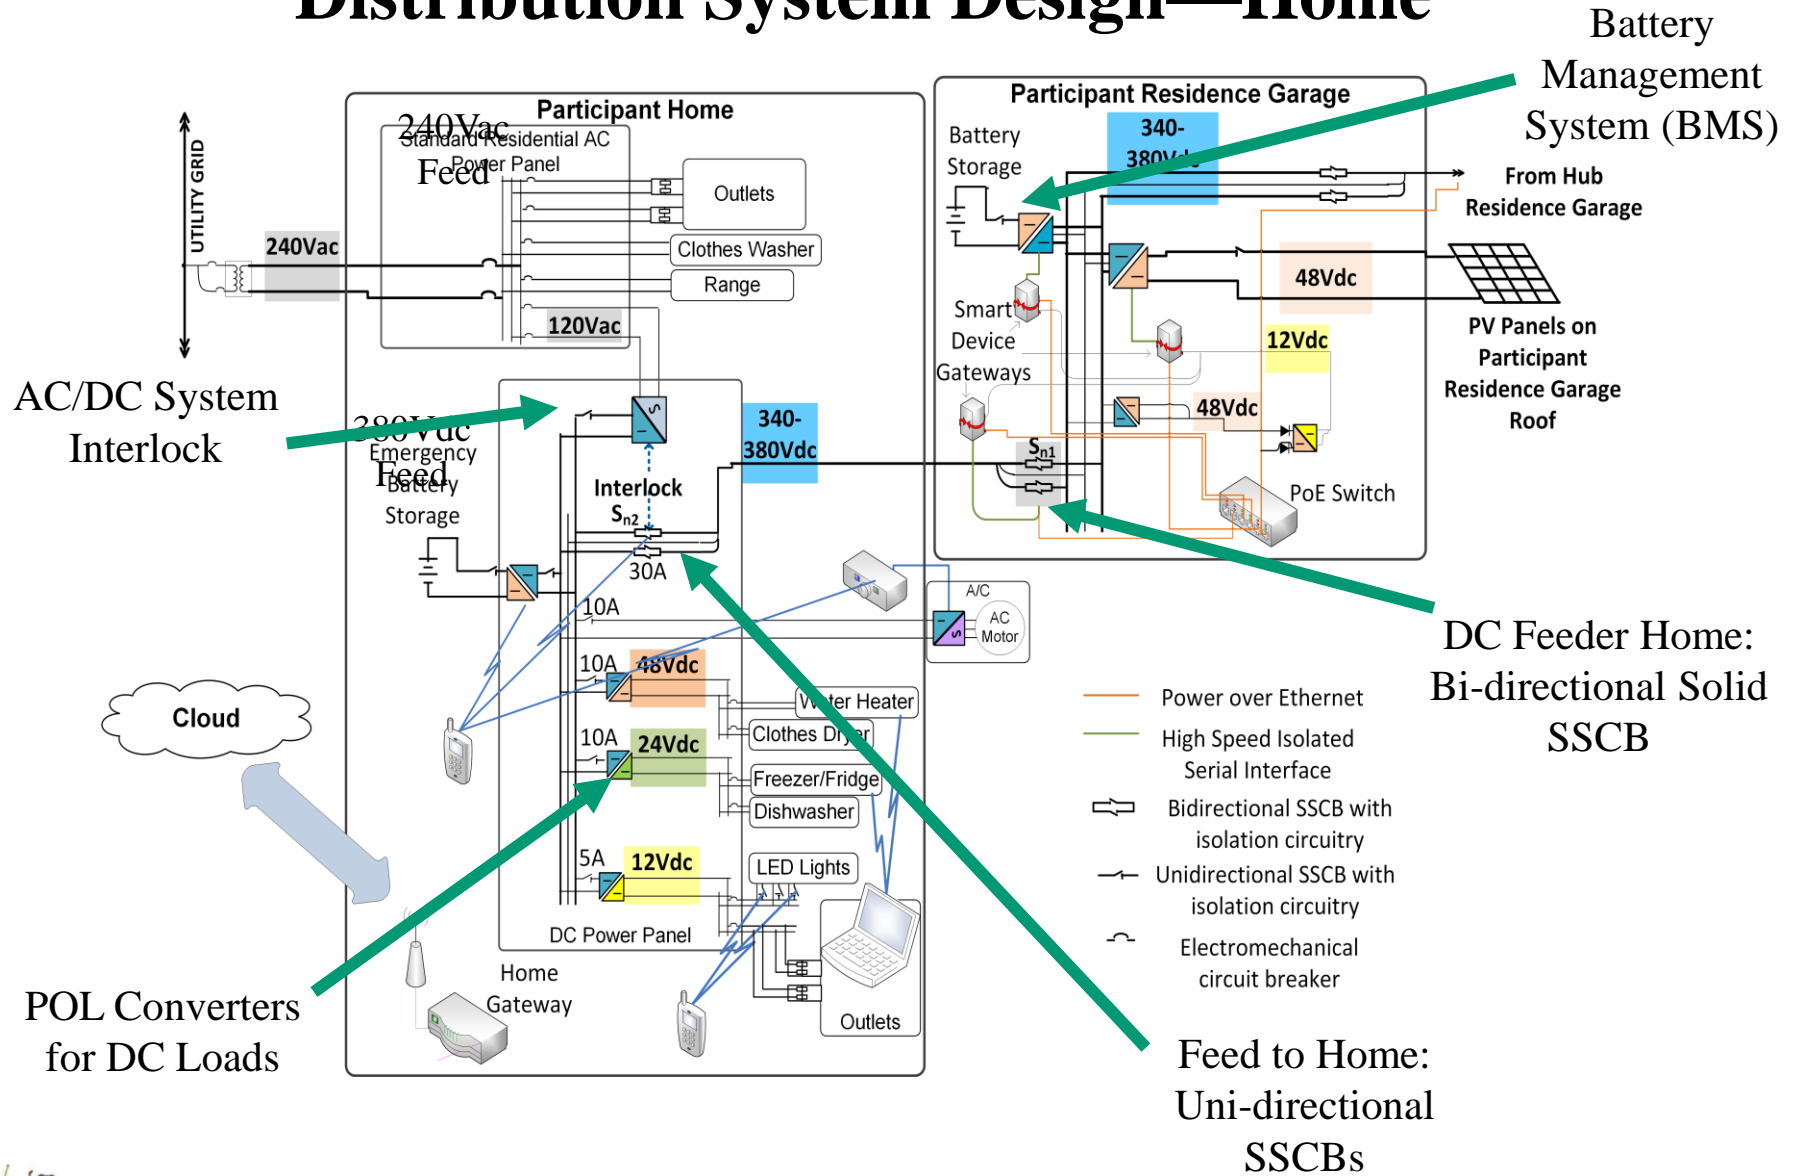 Distribution System Design—Home
Battery
Management
System (BMS)
Participant Home
240Vac
Feed
Standard Residential AC
Power Panel
Outlets
Clothes Washer
Range
UTILITY GRID
240Vac
120Vac
AC/DC System
Interlock
380Vdc
Feed
Emergency
Battery
Storage
Interlock
Sn2
30A
340-
380Vdc
10A
10A
48Vdc
Water Heater
Clothes Dryer
10A
24Vdc
Freezer/Fridge
Dishwasher
5A
12Vdc
LED Lights
DC Power Panel
Outlets
A/C
AC
Motor
Cloud
Home
Gateway
POL Converters
for DC Loads
Participant Residence Garage
Battery
Storage
340-
380Vdc
From Hub
Residence Garage
48Vdc
PV Panels on
Participant
Residence Garage
Roof
Smart
Device
Gateways
12Vdc
48Vdc
Sn1
PoE Switch
DC Feeder Home:
Bi-directional Solid
SSCB
Power over Ethernet
High Speed Isolated
Serial Interface
Bidirectional SSCB with
isolation circuitry
Unidirectional SSCB with
isolation circuitry
Electromechanical
circuit breaker
Feed to Home:
Uni-directional
SSCBs